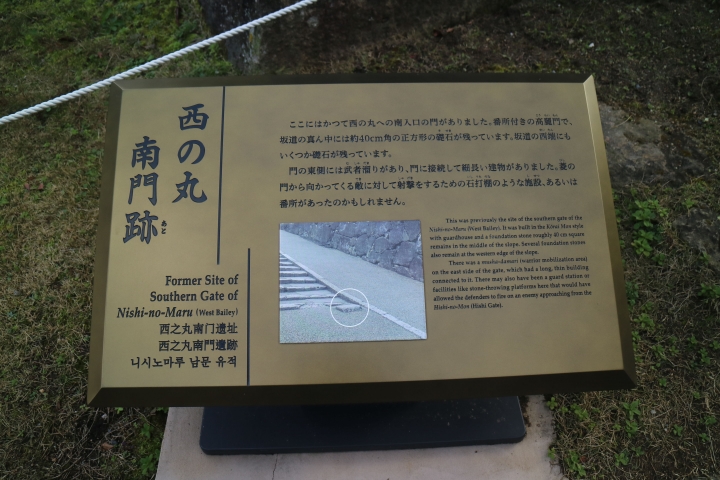 西の丸
南門跡
あと
Former Site of
Southern Gate of
Nishi-no-Maru (West Bailey)
西之丸南门遗址
西之丸南門遺跡
니시노마루 남문 유적
ここにはかつて西の丸への南入口の門がありました。番所付きの高麗門で、
坂道の真ん中には約40cm角の正方形の礎石が残っています。坂道の西端にも
いくつか礎石が残っています。
門の東側には武者溜りがあり、門に接続して細長い建物がありました。菱の
門から向かってくる敵に対して射撃をするための石打棚のような施設、あるいは
番所があったのかもしれません。
This was previously the site of the southern gate of the
Nishi-no-Maru (West Bailey). It was built in the Kōrai Mon style
with guardhouse and a foundation stone roughly 40 cm square
remains in the middle of the slope. Several foundation stones
also remain at the western edge of the slope.
There was a musha-damari (warrior mobilization area)
on the east side of the gate, which had a long, thin building
connected to it. There may also have been a guard station or
facilities like stone-throwing platforms here that would have
allowed the defenders to fire on an enemy approaching from the
Hishi-no-Mon (Hishi Gate).